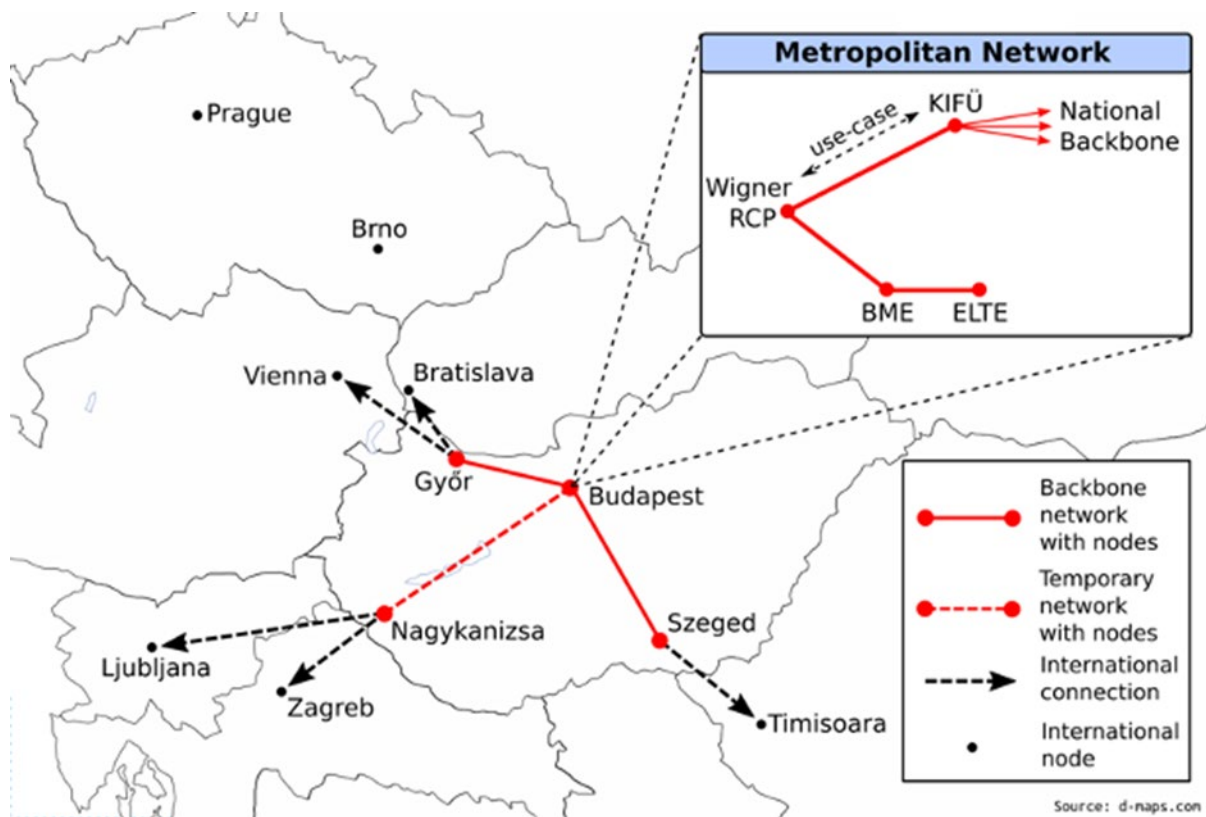 Metropolitan Network
KIFÜ
use-case
National
Backbone
Wigner
RCP
BME
ELTE
Prague
Brno
Vienna
Bratislava
Győr
Budapest
Nagykanizsa
Szeged
Ljubljana
Zagreb
Timisoara
Backbone
network
with nodes
Temporary
network
with nodes
International
connection
International
node
Source: d-maps.com